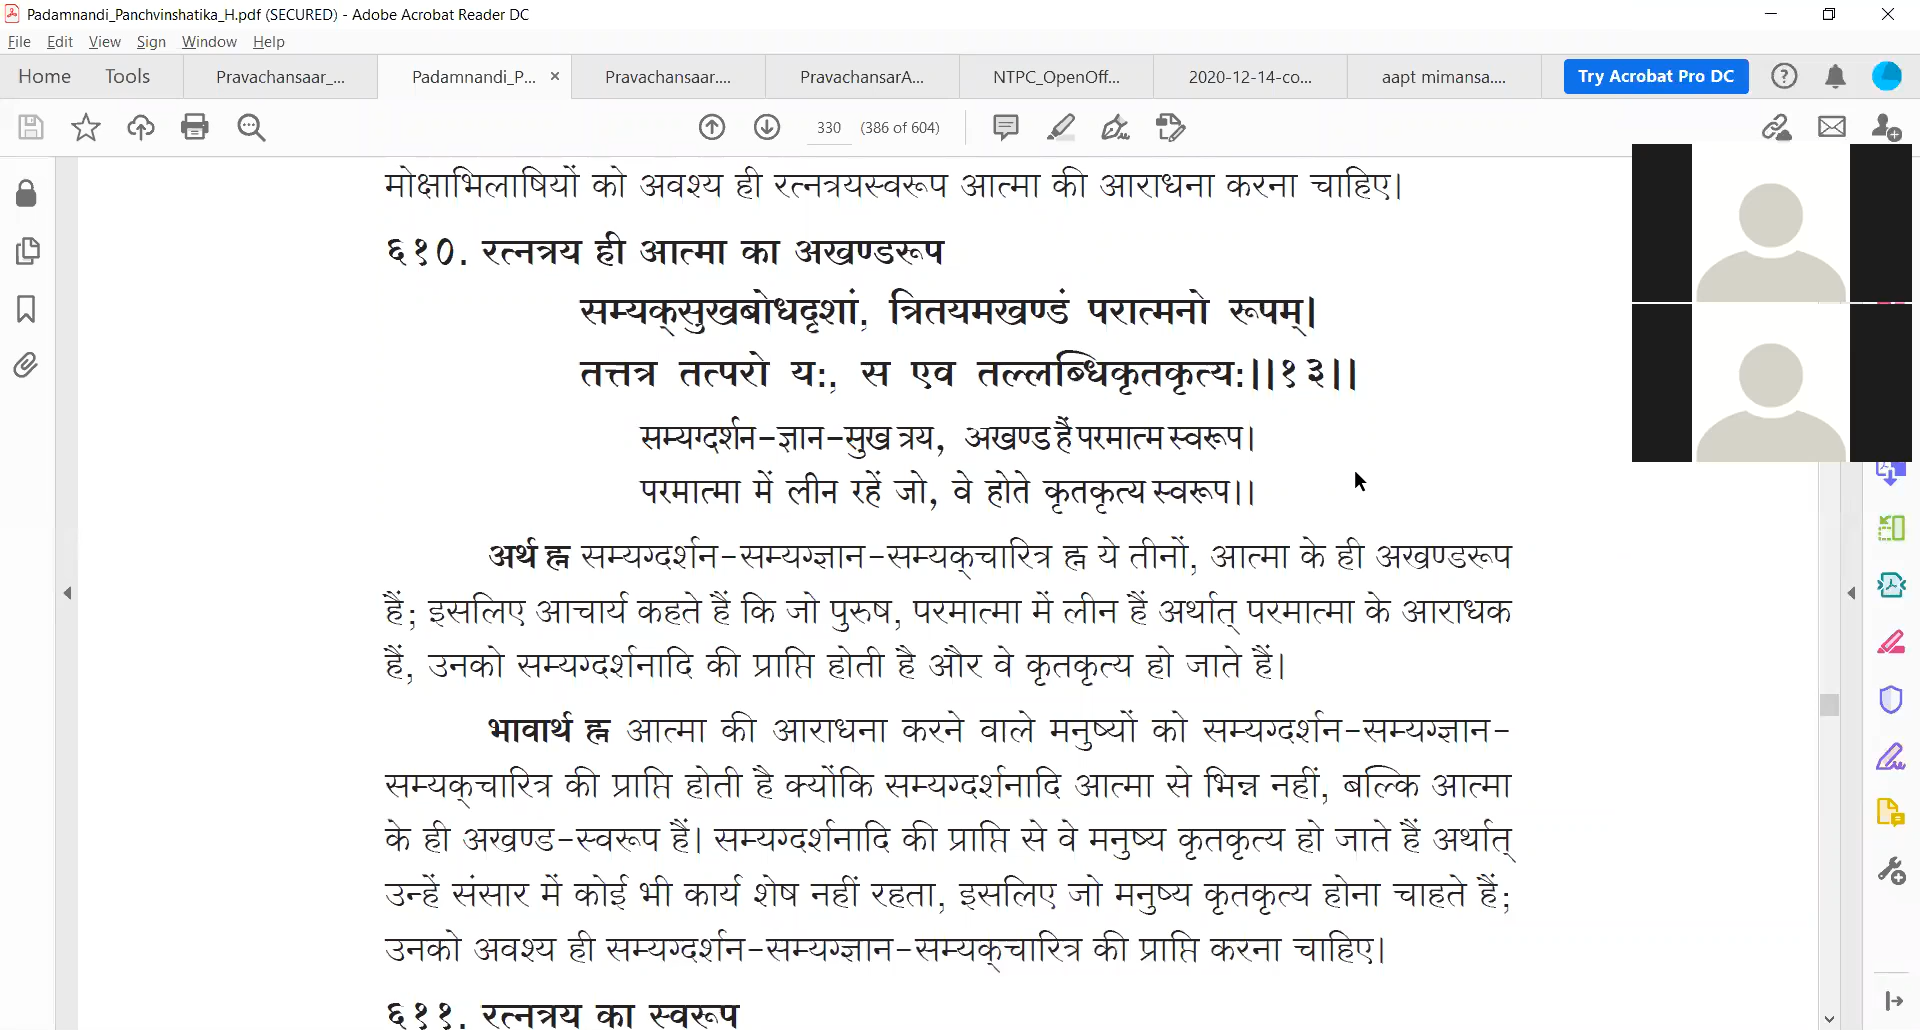 Padamnandi_Panchvinshatika_H.pdf (SECURED) - Adobe Acrobat Reader DC
File Edit View Sign Window Help
Home Tools Pravachansaar_... Padamnandi_P... Pravachansaar.... PravachansarA... NTPC_OpenOff... 2020-12-14-co... aapt mimansa.... Try Acrobat Pro DC
330 (386 of 604)
मोक्षाभिलाषियों को अवश्य ही रत्नत्रयस्वरूप आत्मा की आराधना करना चाहिए।
६१०. रत्नत्रय ही आत्मा का अखण्डरूप
सम्यक्सुखबोधदृशां, त्रितयमखण्डं परात्मनो रूपम्।
तत्तत्र तत्परो यः, स एव तल्लब्धिकृतकृत्यः।।१३।।
सम्यग्दर्शन-ज्ञान-सुख त्रय, अखण्ड हैं परमात्म स्वरूप।
परमात्मा में लीन रहें जो, वे होते कृतकृत्य स्वरूप।।
अर्थ ह्न सम्यग्दर्शन-सम्यग्ज्ञान-सम्यक्चारित्र ह्न ये तीनों, आत्मा के ही अखण्डरूप
हैं; इसलिए आचार्य कहते हैं कि जो पुरुष, परमात्मा में लीन हैं अर्थात् परमात्मा के आराधक
हैं, उनको सम्यग्दर्शनादि की प्राप्ति होती है और वे कृतकृत्य हो जाते हैं।
भावार्थ ह्न आत्मा की आराधना करने वाले मनुष्यों को सम्यग्दर्शन-सम्यग्ज्ञान-
सम्यक्चारित्र की प्राप्ति होती है क्योंकि सम्यग्दर्शनादि आत्मा से भिन्न नहीं, बल्कि आत्मा
के ही अखण्ड-स्वरूप हैं। सम्यग्दर्शनादि की प्राप्ति से वे मनुष्य कृतकृत्य हो जाते हैं अर्थात्
उन्हें संसार में कोई भी कार्य शेष नहीं रहता, इसलिए जो मनुष्य कृतकृत्य होना चाहते हैं;
उनको अवश्य ही सम्यग्दर्शन-सम्यग्ज्ञान-सम्यक्चारित्र की प्राप्ति करना चाहिए।
६११. रत्नत्रय का स्वरूप